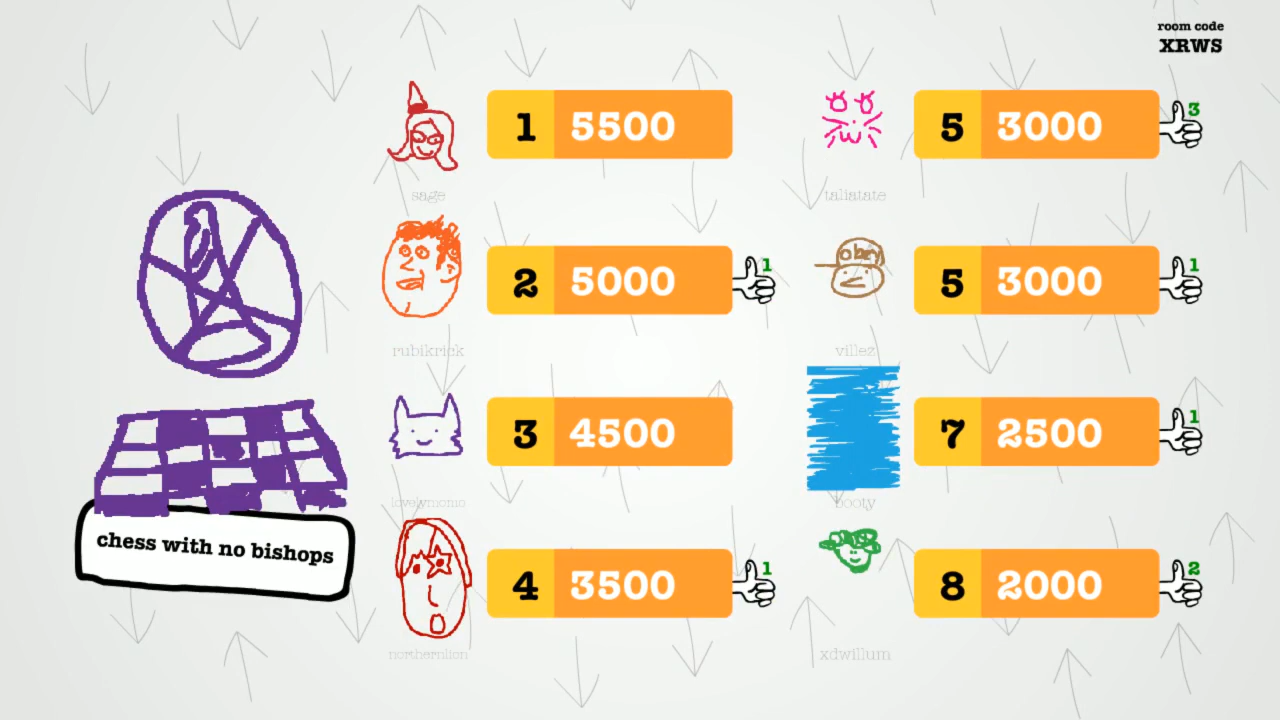 room code
XRWS
1 5500
sage
2 5000 1
rubikrick
3 4500
lovelymomo
4 3500 1
northernlion
5 3000 3
taliatate
obey
5 3000 1
villez
7 2500 1
booty
8 2000 2
xdwillum
chess with no bishops